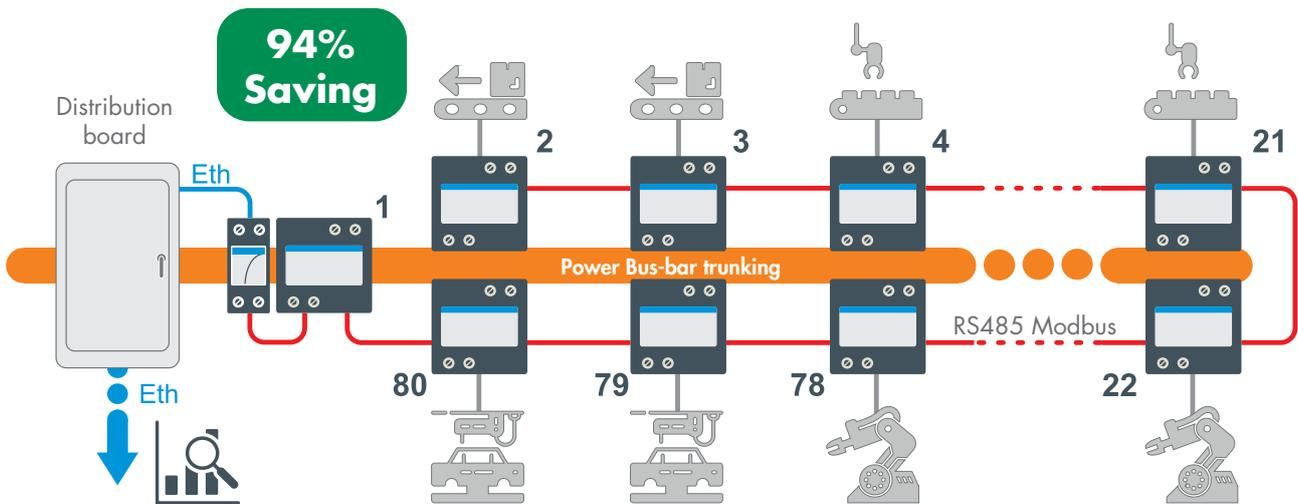 94%
Saving
Distribution
board
Eth
1
2
3
4
21
Power Bus-bar trunking
RS485 Modbus
80
79
78
22
Eth